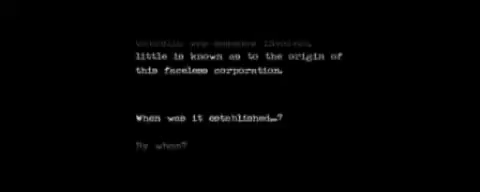 little is known as to the origin of
this faceless corporation.
When was it established…?
By whom?